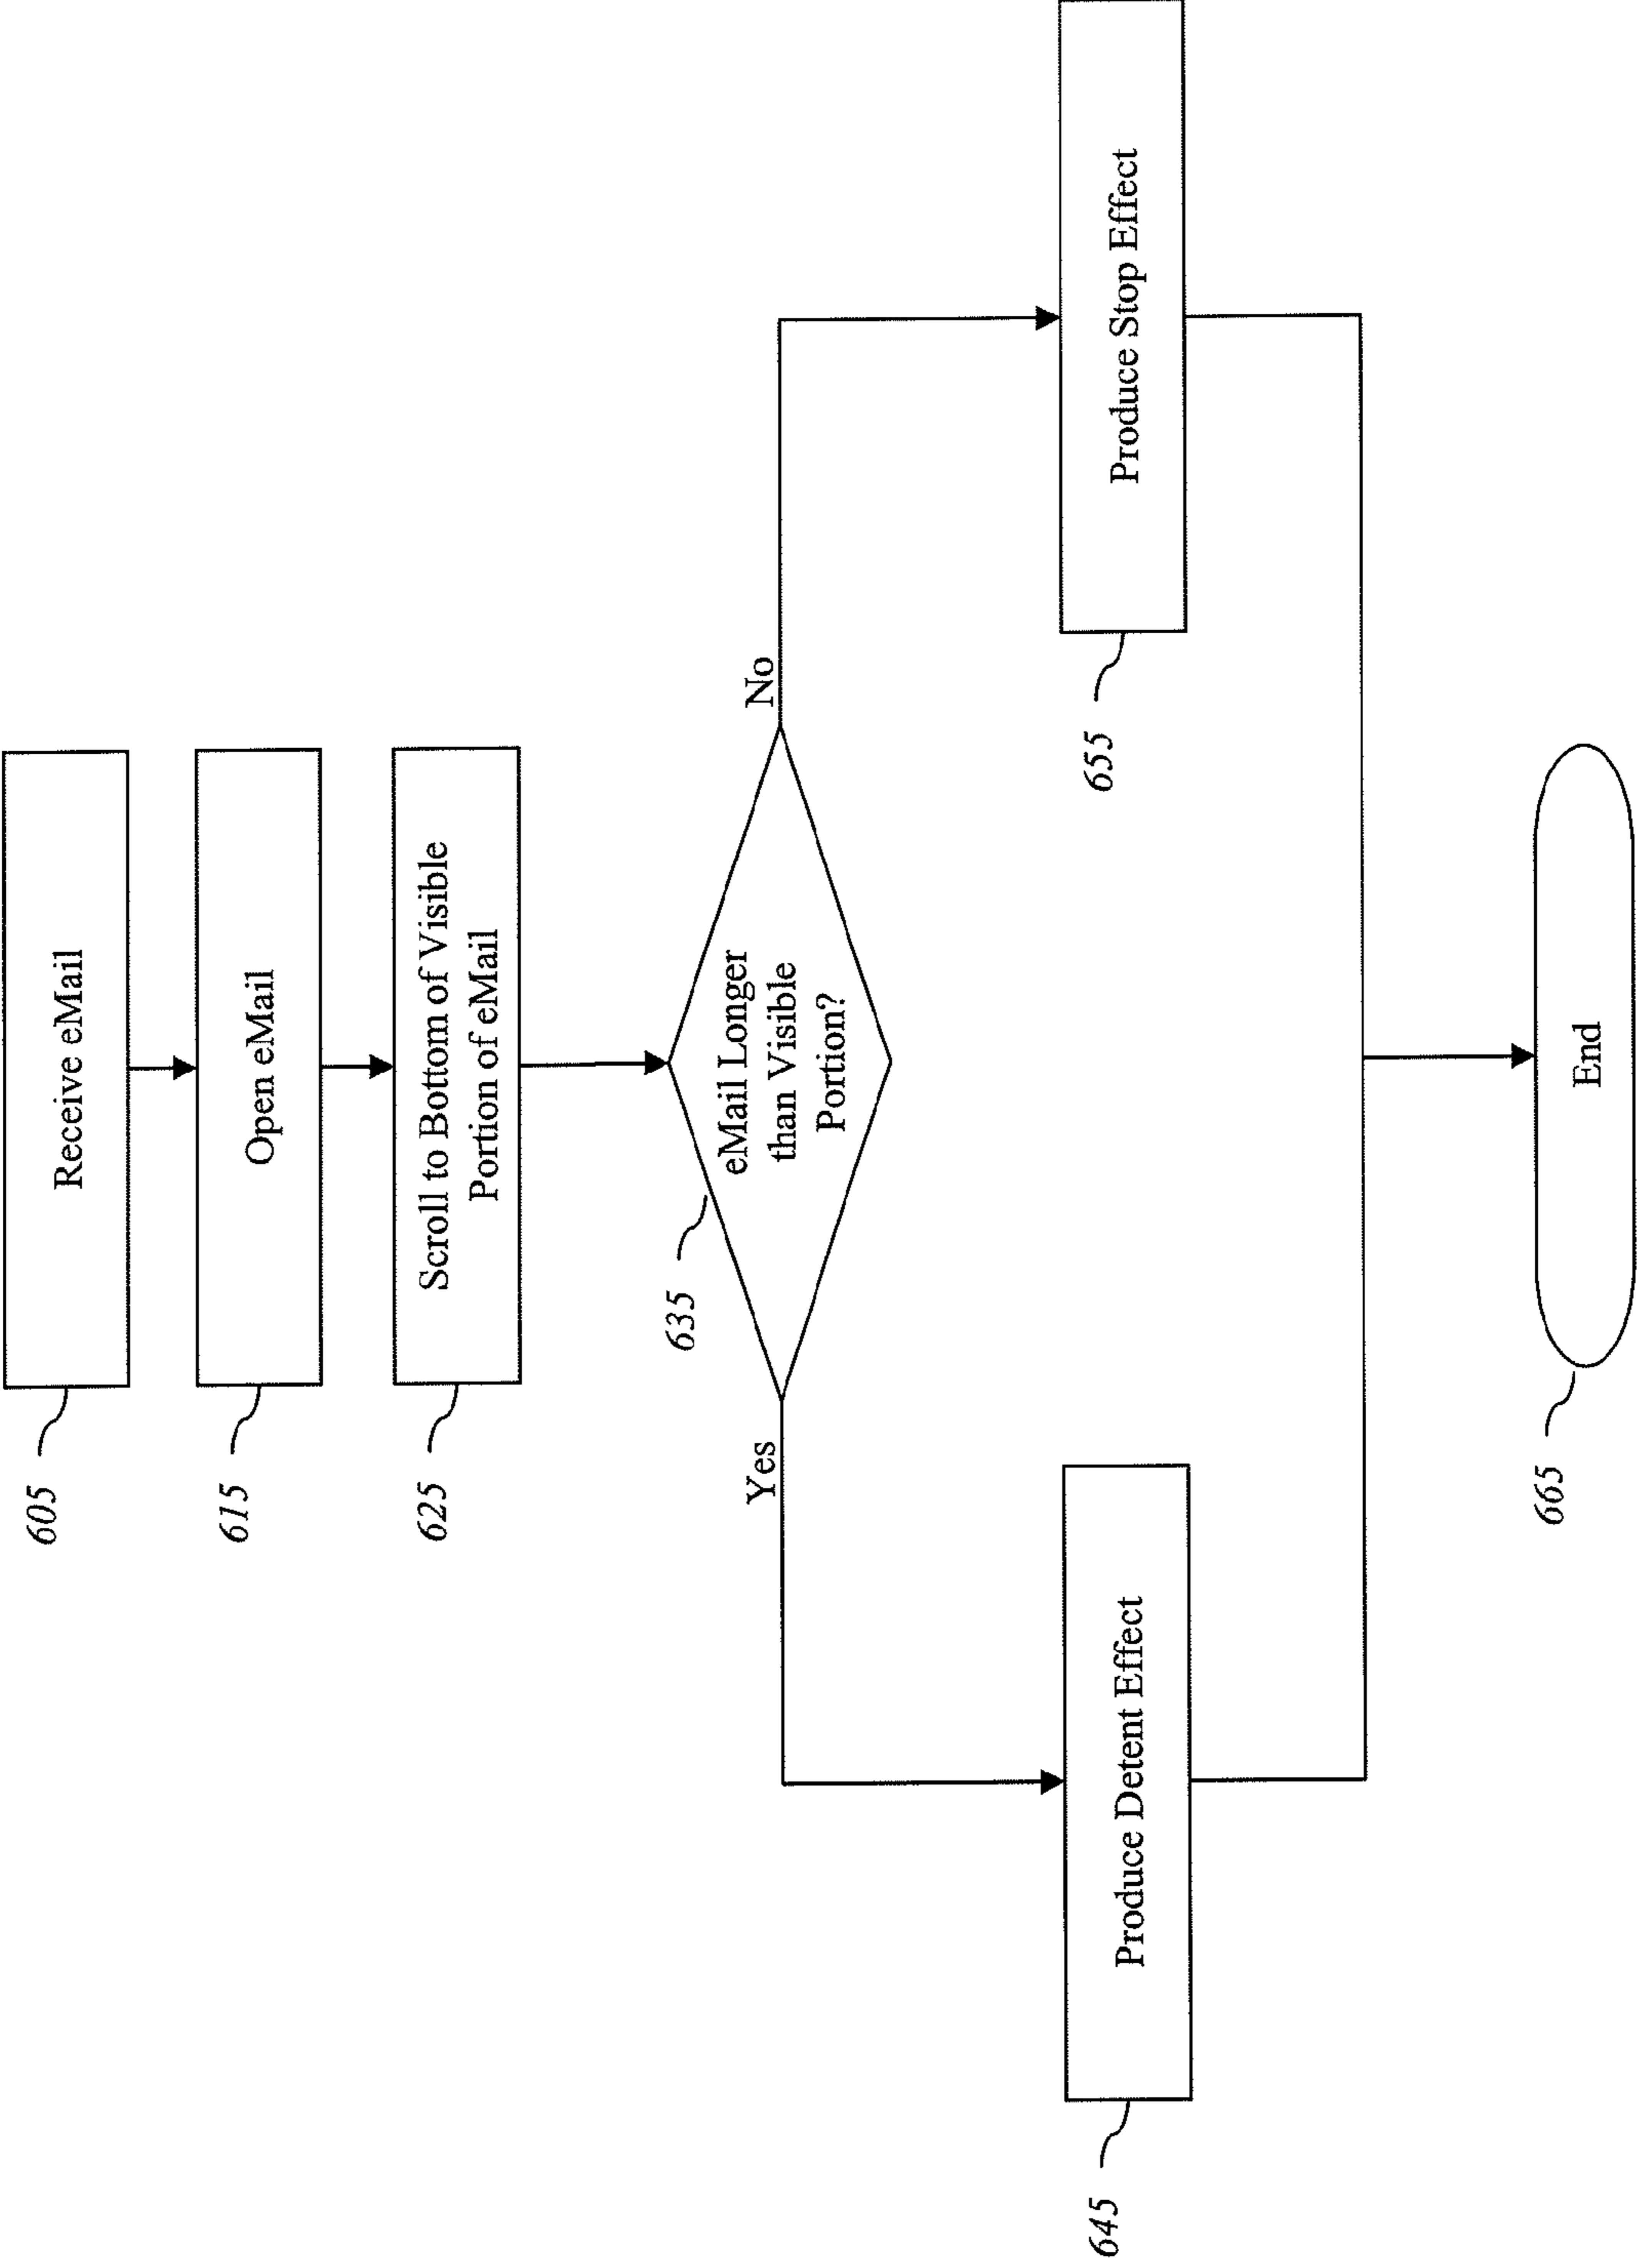 605
Receive eMail
615
Open eMail
625
Scroll to Bottom of Visible
Portion of eMail
635
eMail Longer
than Visible
Portion?
Yes
No
645
Produce Detent Effect
655
Produce Stop Effect
665
End